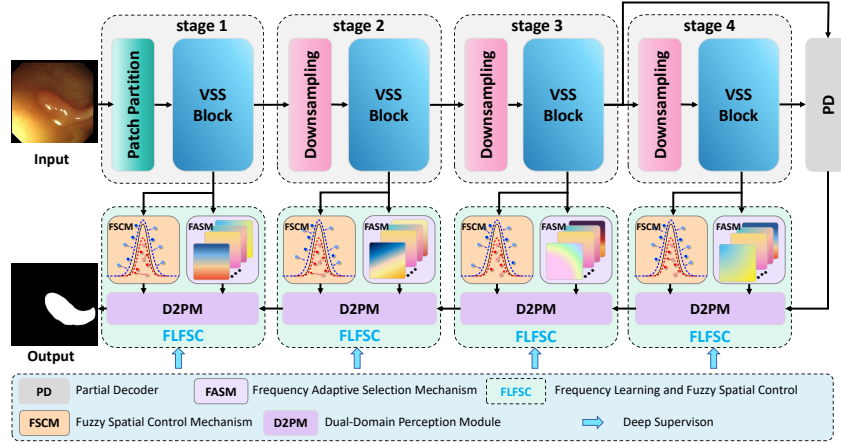 stage 1
stage 2
stage 3
stage 4
Input
Patch Partition
VSS Block
Downsampling
VSS Block
Downsampling
VSS Block
Downsampling
VSS Block
PD
FSCM
FASM
FSCM
FASM
FSCM
FASM
FSCM
FASM
D2PM
D2PM
D2PM
D2PM
FLFSC
FLFSC
FLFSC
FLFSC
Output
PD Partial Decoder
FASM Frequency Adaptive Selection Mechanism
FLFSC Frequency Learning and Fuzzy Spatial Control
FSCM Fuzzy Spatial Control Mechanism
D2PM Dual-Domain Perception Module
Deep Supervison